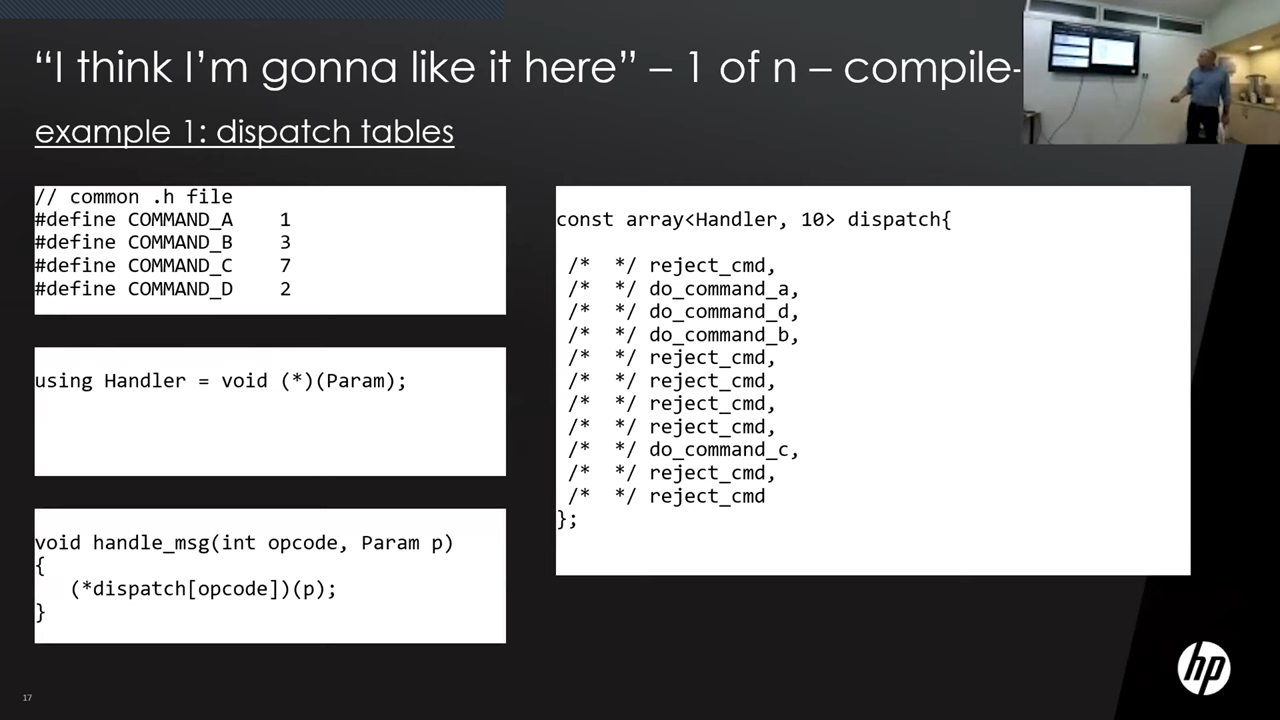 “I think I’m gonna like it here” – 1 of n – compile-
example 1: dispatch tables
// common .h file
#define COMMAND_A    1
#define COMMAND_B    3
#define COMMAND_C    7
#define COMMAND_D    2
using Handler = void (*)(Param);
void handle_msg(int opcode, Param p)
{
   (*dispatch[opcode])(p);
}
const array<Handler, 10> dispatch{
/*  */ reject_cmd,
/*  */ do_command_a,
/*  */ do_command_d,
/*  */ do_command_b,
/*  */ reject_cmd,
/*  */ reject_cmd,
/*  */ reject_cmd,
/*  */ reject_cmd,
/*  */ do_command_c,
/*  */ reject_cmd,
/*  */ reject_cmd
};
17
hp